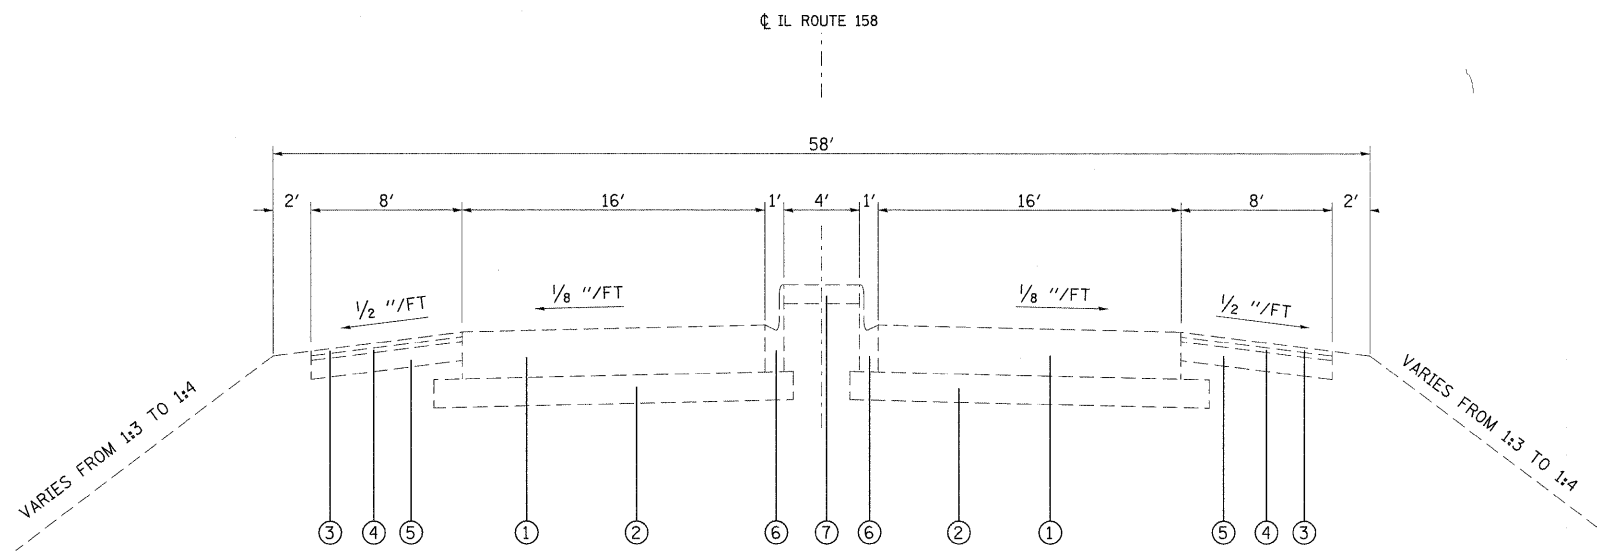 ℄ IL ROUTE 158
58'
2' 8' 16' 1' 4' 1' 16' 8' 2'
1/2 "/FT 1/8 "/FT 1/8 "/FT 1/2 "/FT
VARIES FROM 1:3 TO 1:4
VARIES FROM 1:3 TO 1:4
3 4 5 1 2 6 7 6 2 1 5 4 3